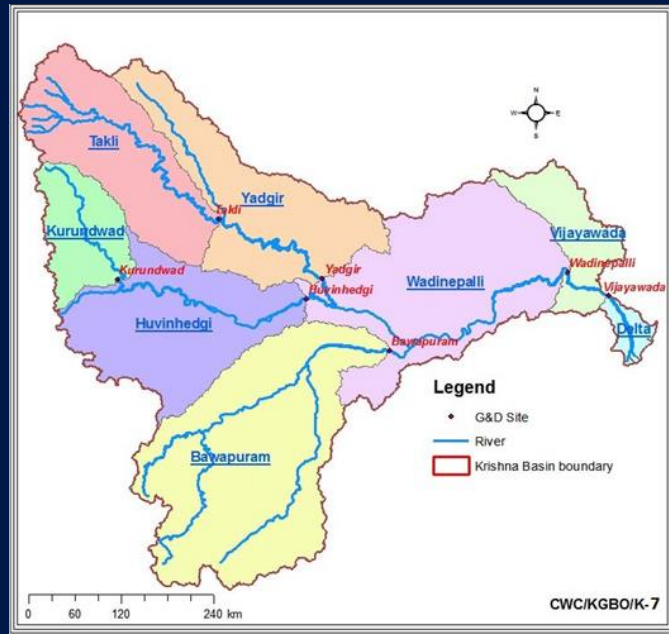 N
W E
S
Takli
Yadgir
Takli
Kurundwad
Kurundwad
Yadgir
Huvinhedgi
Huvinhedgi
Wadinepalli
Vijayawada
Wadinepalli
Vijayawada
Delta
Bawapuram
Bawapuram
Legend
G&D Site
River
Krishna Basin boundary
0 60 120 240 km
CWC/KGBO/K-7